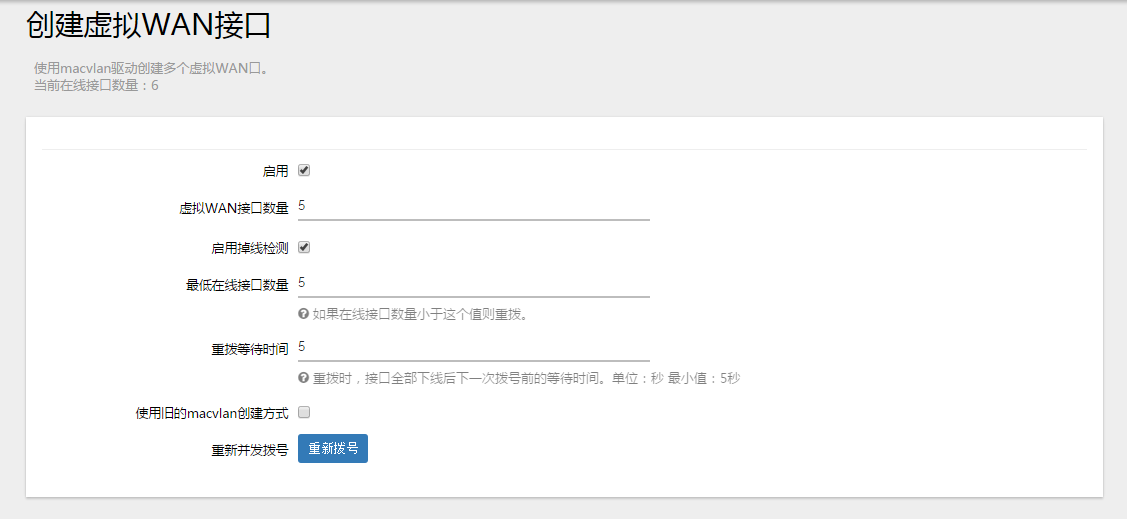 创建虚拟WAN接口
使用macvlan驱动创建多个虚拟WAN口。
当前在线接口数量：6
启用
虚拟WAN接口数量 5
启用掉线检测
最低在线接口数量 5
如果在线接口数量小于这个值则重拨。
重拨等待时间 5
重拨时，接口全部下线后下一次拨号前的等待时间。单位：秒 最小值：5秒
使用旧的macvlan创建方式
重新并发拨号 重新拨号